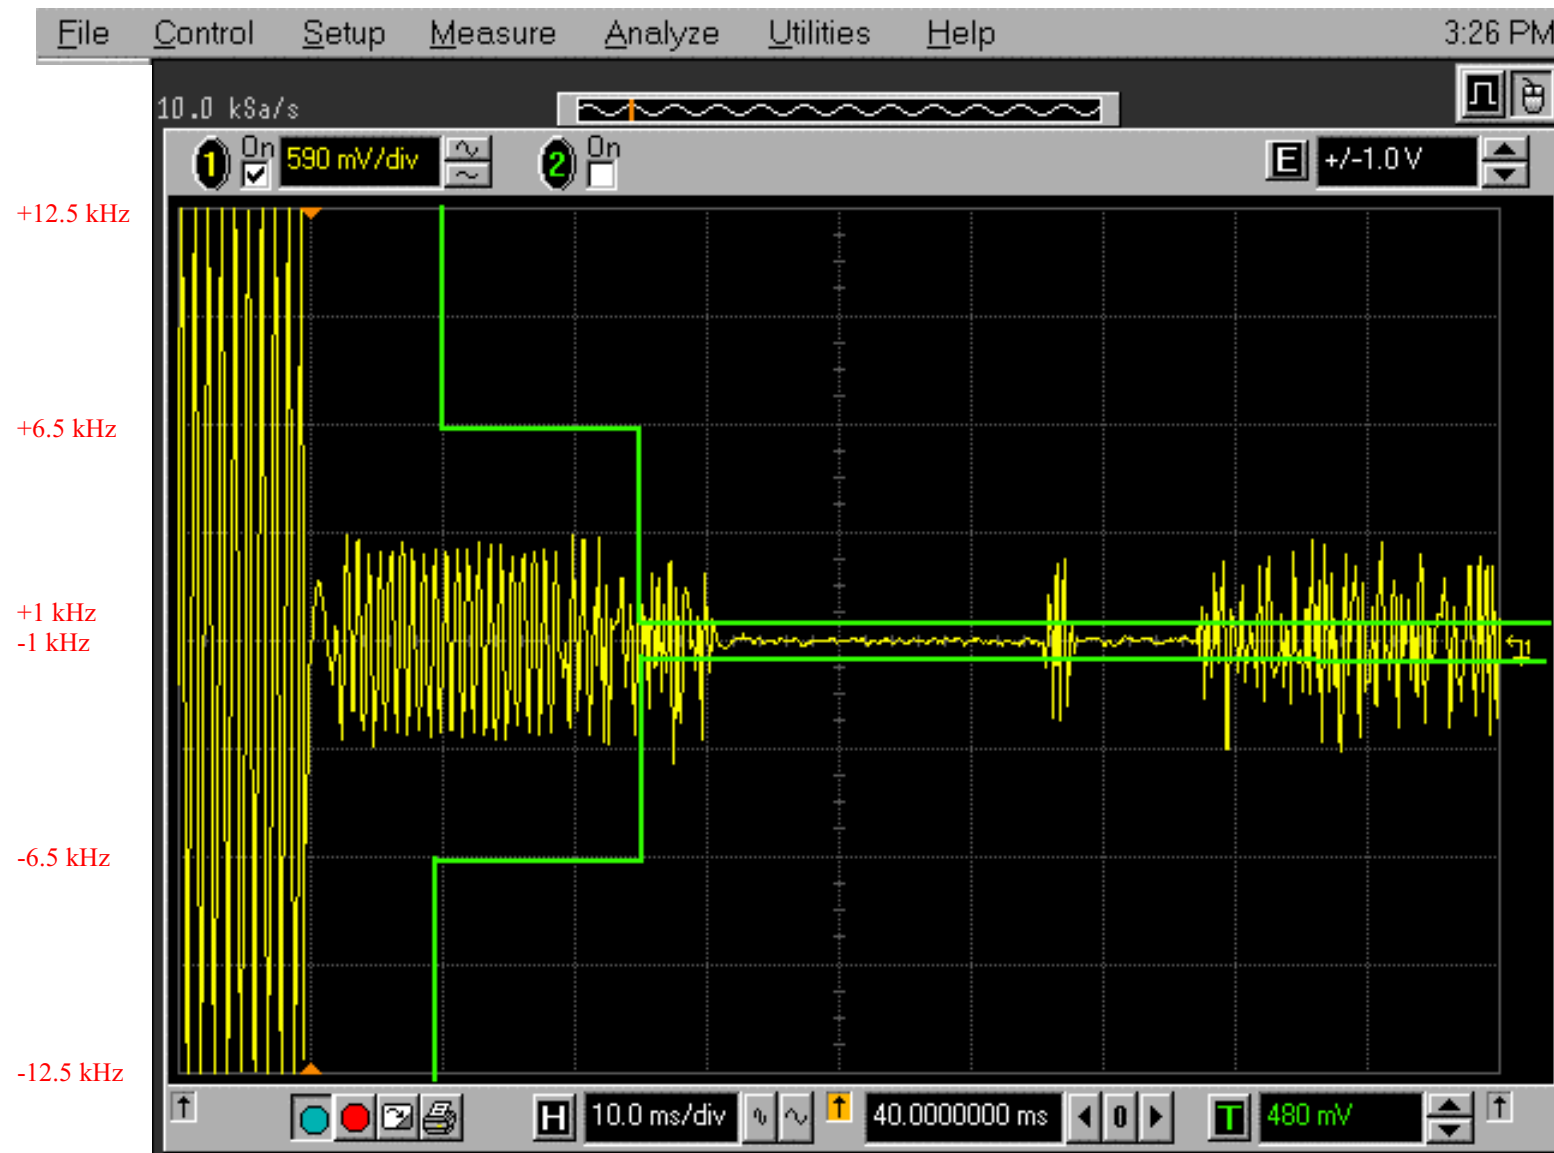 File Control Setup Measure Analyze Utilities Help 3:26 PM
10.0 kSa/s
1 On 590 mV/div 2 On E +/-1.0 V
+12.5 kHz
+6.5 kHz
+1 kHz
-1 kHz
-6.5 kHz
-12.5 kHz
H 10.0 ms/div 40.0000000 ms 0 T 480 mV